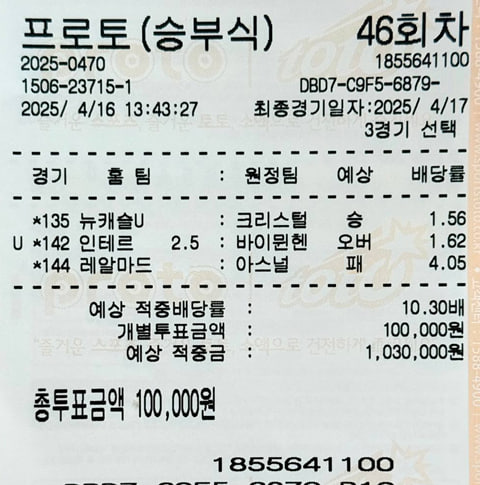 프로토(승부식) 46회차
2025-0470 1855641100
1506-23715-1 DBD7-C9F5-6879-
2025/ 4/16 13:43:27 최종경기일자:2025/ 4/17
3경기 선택
경기 홈팀 : 원정팀 예상 배당률
*135 뉴캐슬U : 크리스털 승 1.56
U *142 인테르 2.5 : 바이뮌헨 오버 1.62
*144 레알마드 : 아스널 패 4.05
예상 적중배당률 : 10.30배
개별투표금액 : 100,000원
예상 적중금 : 1,030,000원
총투표금액 100,000원
1855641100